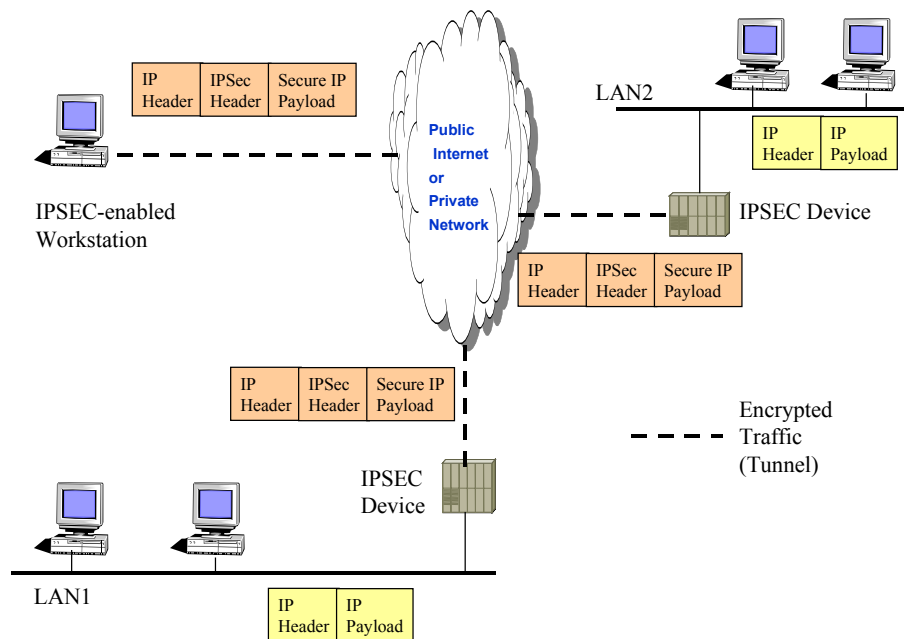 IP
Header
IPSec
Header
Secure IP
Payload
IPSEC-enabled
Workstation
Public
Internet
or
Private
Network
LAN2
IP
Header
IP
Payload
IPSEC Device
IP
Header
IPSec
Header
Secure IP
Payload
IP
Header
IPSec
Header
Secure IP
Payload
Encrypted
Traffic
(Tunnel)
IPSEC
Device
LAN1
IP
Header
IP
Payload